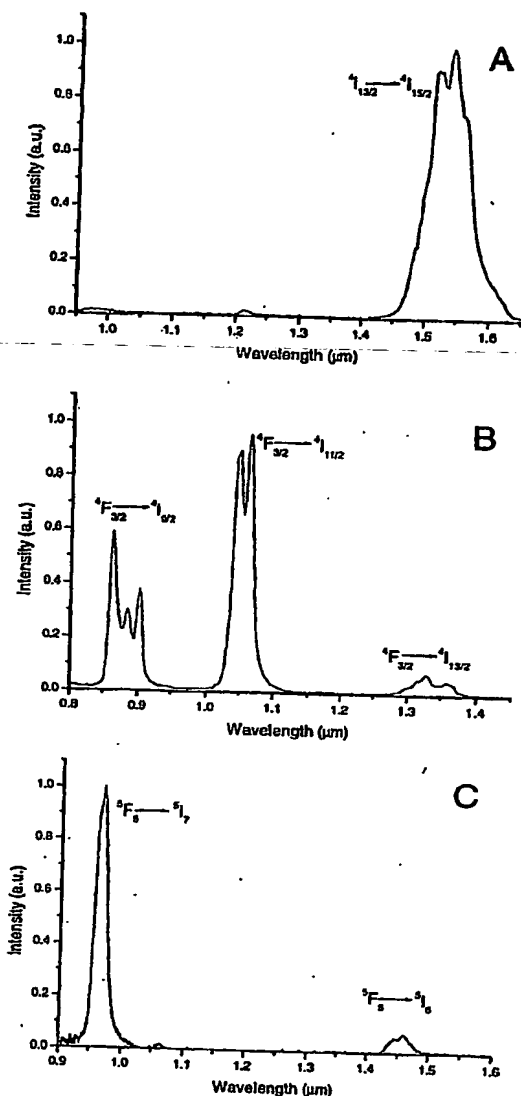 A
⁴I₁₃/₂ ⟶ ⁴I₁₅/₂
Intensity (a.u.)
1.0
0.8
0.6
0.4
0.2
0.0
1.0 1.1 1.2 1.3 1.4 1.5 1.6
Wavelength (µm)
B
⁴F₃/₂ ⟶ ⁴I₁₁/₂
⁴F₃/₂ ⟶ ⁴I₉/₂
⁴F₃/₂ ⟶ ⁴I₁₃/₂
Intensity (a.u.)
1.0
0.8
0.6
0.4
0.2
0.0
0.8 0.9 1.0 1.1 1.2 1.3 1.4
Wavelength (µm)
C
⁵F₅ ⟶ ⁵I₇
⁵F₅ ⟶ ⁵I₆
Intensity (a.u.)
1.0
0.8
0.6
0.4
0.2
0.0
0.9 1.0 1.1 1.2 1.3 1.4 1.5 1.6
Wavelength (µm)